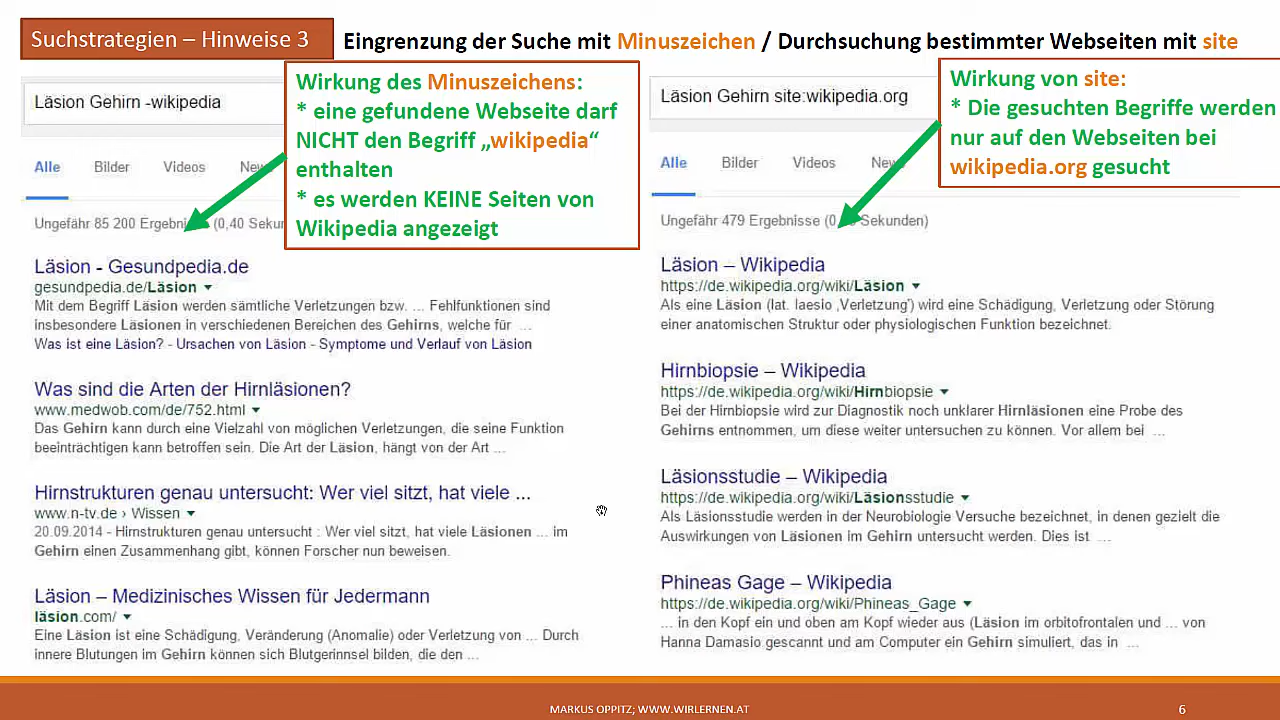 Suchstrategien – Hinweise 3
Eingrenzung der Suche mit Minuszeichen / Durchsuchung bestimmter Webseiten mit site
Läsion Gehirn -wikipedia
Wirkung des Minuszeichens:
* eine gefundene Webseite darf
NICHT den Begriff „wikipedia“
enthalten
* es werden KEINE Seiten von
Wikipedia angezeigt
Alle Bilder Videos
Ungefähr 85 200 (0,40
Läsion - Gesundpedia.de
gesundpedia.de/Läsion
Mit dem Begriff Läsion werden sämtliche Verletzungen bzw. ... Fehlfunktionen sind
insbesondere Läsionen in verschiedenen Bereichen des Gehirns, welche für ...
Was ist eine Läsion? - Ursachen von Läsion - Symptome und Verlauf von Läsion
Was sind die Arten der Hirnläsionen?
www.medwob.com/de/752.html
Das Gehirn kann durch eine Vielzahl von möglichen Verletzungen, die seine Funktion
beeinträchtigen kann betroffen sein. Die Art der Läsion, hängt von der Art ...
Hirnstrukturen genau untersucht: Wer viel sitzt, hat viele ...
www.n-tv.de › Wissen
20.09.2014 - Hirnstrukturen genau untersucht : Wer viel sitzt, hat viele Läsionen ... im
Gehirn einen Zusammenhang gibt, können Forscher nun beweisen.
Läsion – Medizinisches Wissen für Jedermann
läsion.com/
Eine Läsion ist eine Schädigung, Veränderung (Anomalie) oder Verletzung von ... Durch
innere Blutungen im Gehirn können sich Blutgerinnsel bilden, die den ...
Läsion Gehirn site:wikipedia.org
Wirkung von site:
* Die gesuchten Begriffe werden
nur auf den Webseiten bei
wikipedia.org gesucht
Alle Bilder Videos
Ungefähr 479 Ergebnisse Sekunden)
Läsion – Wikipedia
https://de.wikipedia.org/wiki/Läsion
Als eine Läsion (lat. laesio ‚Verletzung') wird eine Schädigung, Verletzung oder Störung
einer anatomischen Struktur oder physiologischen Funktion bezeichnet.
Hirnbiopsie – Wikipedia
https://de.wikipedia.org/wiki/Hirnbiopsie
Bei der Hirnbiopsie wird zur Diagnostik noch unklarer Hirnläsionen eine Probe des
Gehirns entnommen, um diese weiter untersuchen zu können. Vor allem bei ...
Läsionsstudie – Wikipedia
https://de.wikipedia.org/wiki/Läsionsstudie
Als Läsionsstudie werden in der Neurobiologie Versuche bezeichnet, in denen gezielt die
Auswirkungen von Läsionen im Gehirn untersucht werden. Dies ist ...
Phineas Gage – Wikipedia
https://de.wikipedia.org/wiki/Phineas_Gage
... in den Kopf ein und oben am Kopf wieder aus (Läsion im orbitofrontalen und ... von
Hanna Damasio gescannt und am Computer ein Gehirn simuliert, das in ...
MARKUS OPPITZ; WWW.WIRLERNEN.AT
6